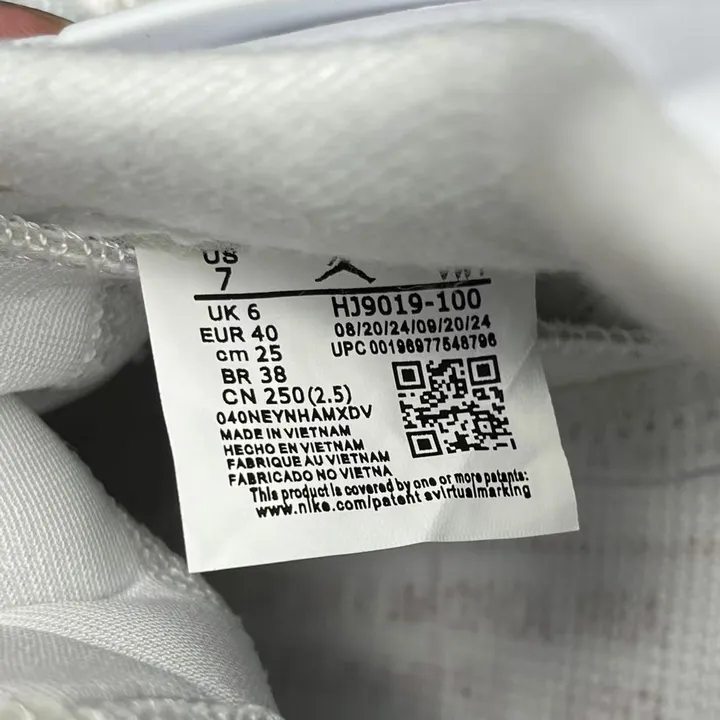 US
7
UK 6
EUR 40
cm 25
BR 38
CN 250(2.5)
040NEYNHAMXDV
MADE IN VIETNAM
HECHO EN VIETNAM
FABRIQUE AU VIETNAM
FABRICADO NO VIETNA
HJ9019-100
08/20/24/09/20/24
UPC 00196977548796
This product is covered by one or more patents:
www.nike.com/patent svirtualmarking